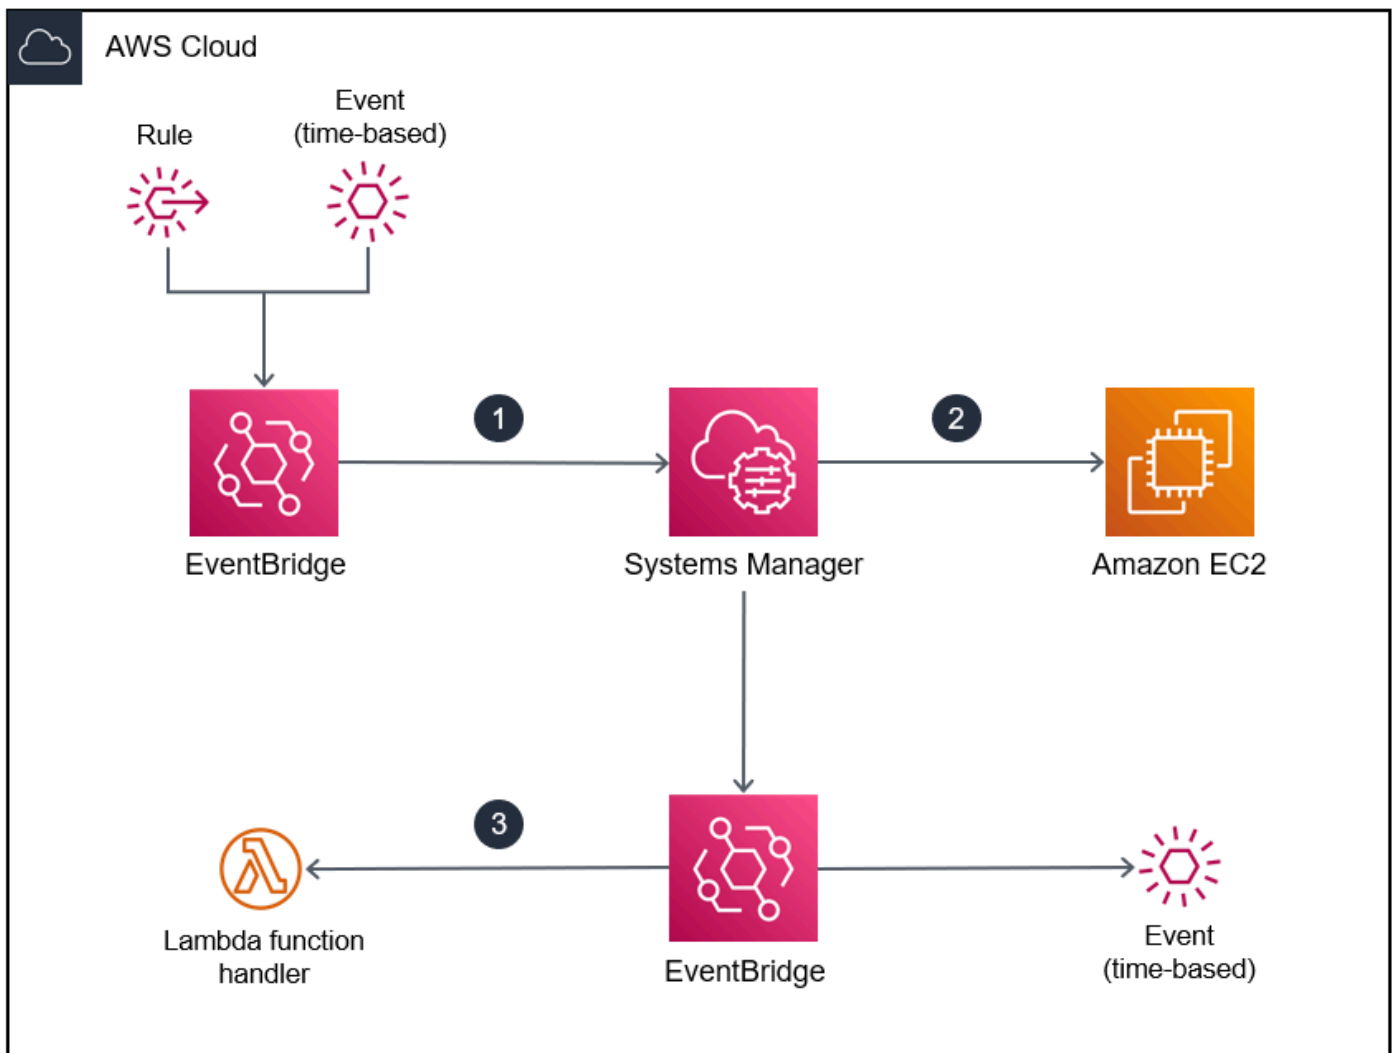 AWS Cloud
Event
(time-based)
Rule
1
2
EventBridge
Systems Manager
Amazon EC2
3
Lambda function
handler
EventBridge
Event
(time-based)